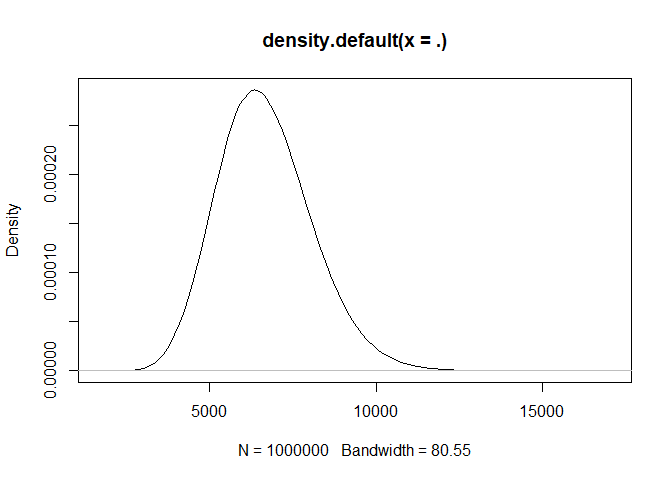 density.default(x = .)
Density
0.00000
0.00010
0.00020
5000 10000 15000
N = 1000000 Bandwidth = 80.55